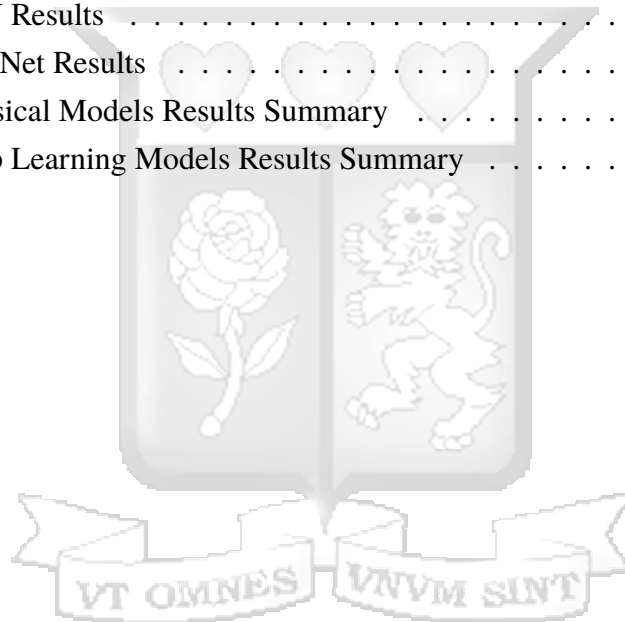 Results . . . . . . . . . . . . . . . . . . .
Net Results . . . . . . . . . . . . . . . . . .
sical Models Results Summary . . . . . . . . .
Learning Models Results Summary . . . . . .
VT OMNES VNVM SINT